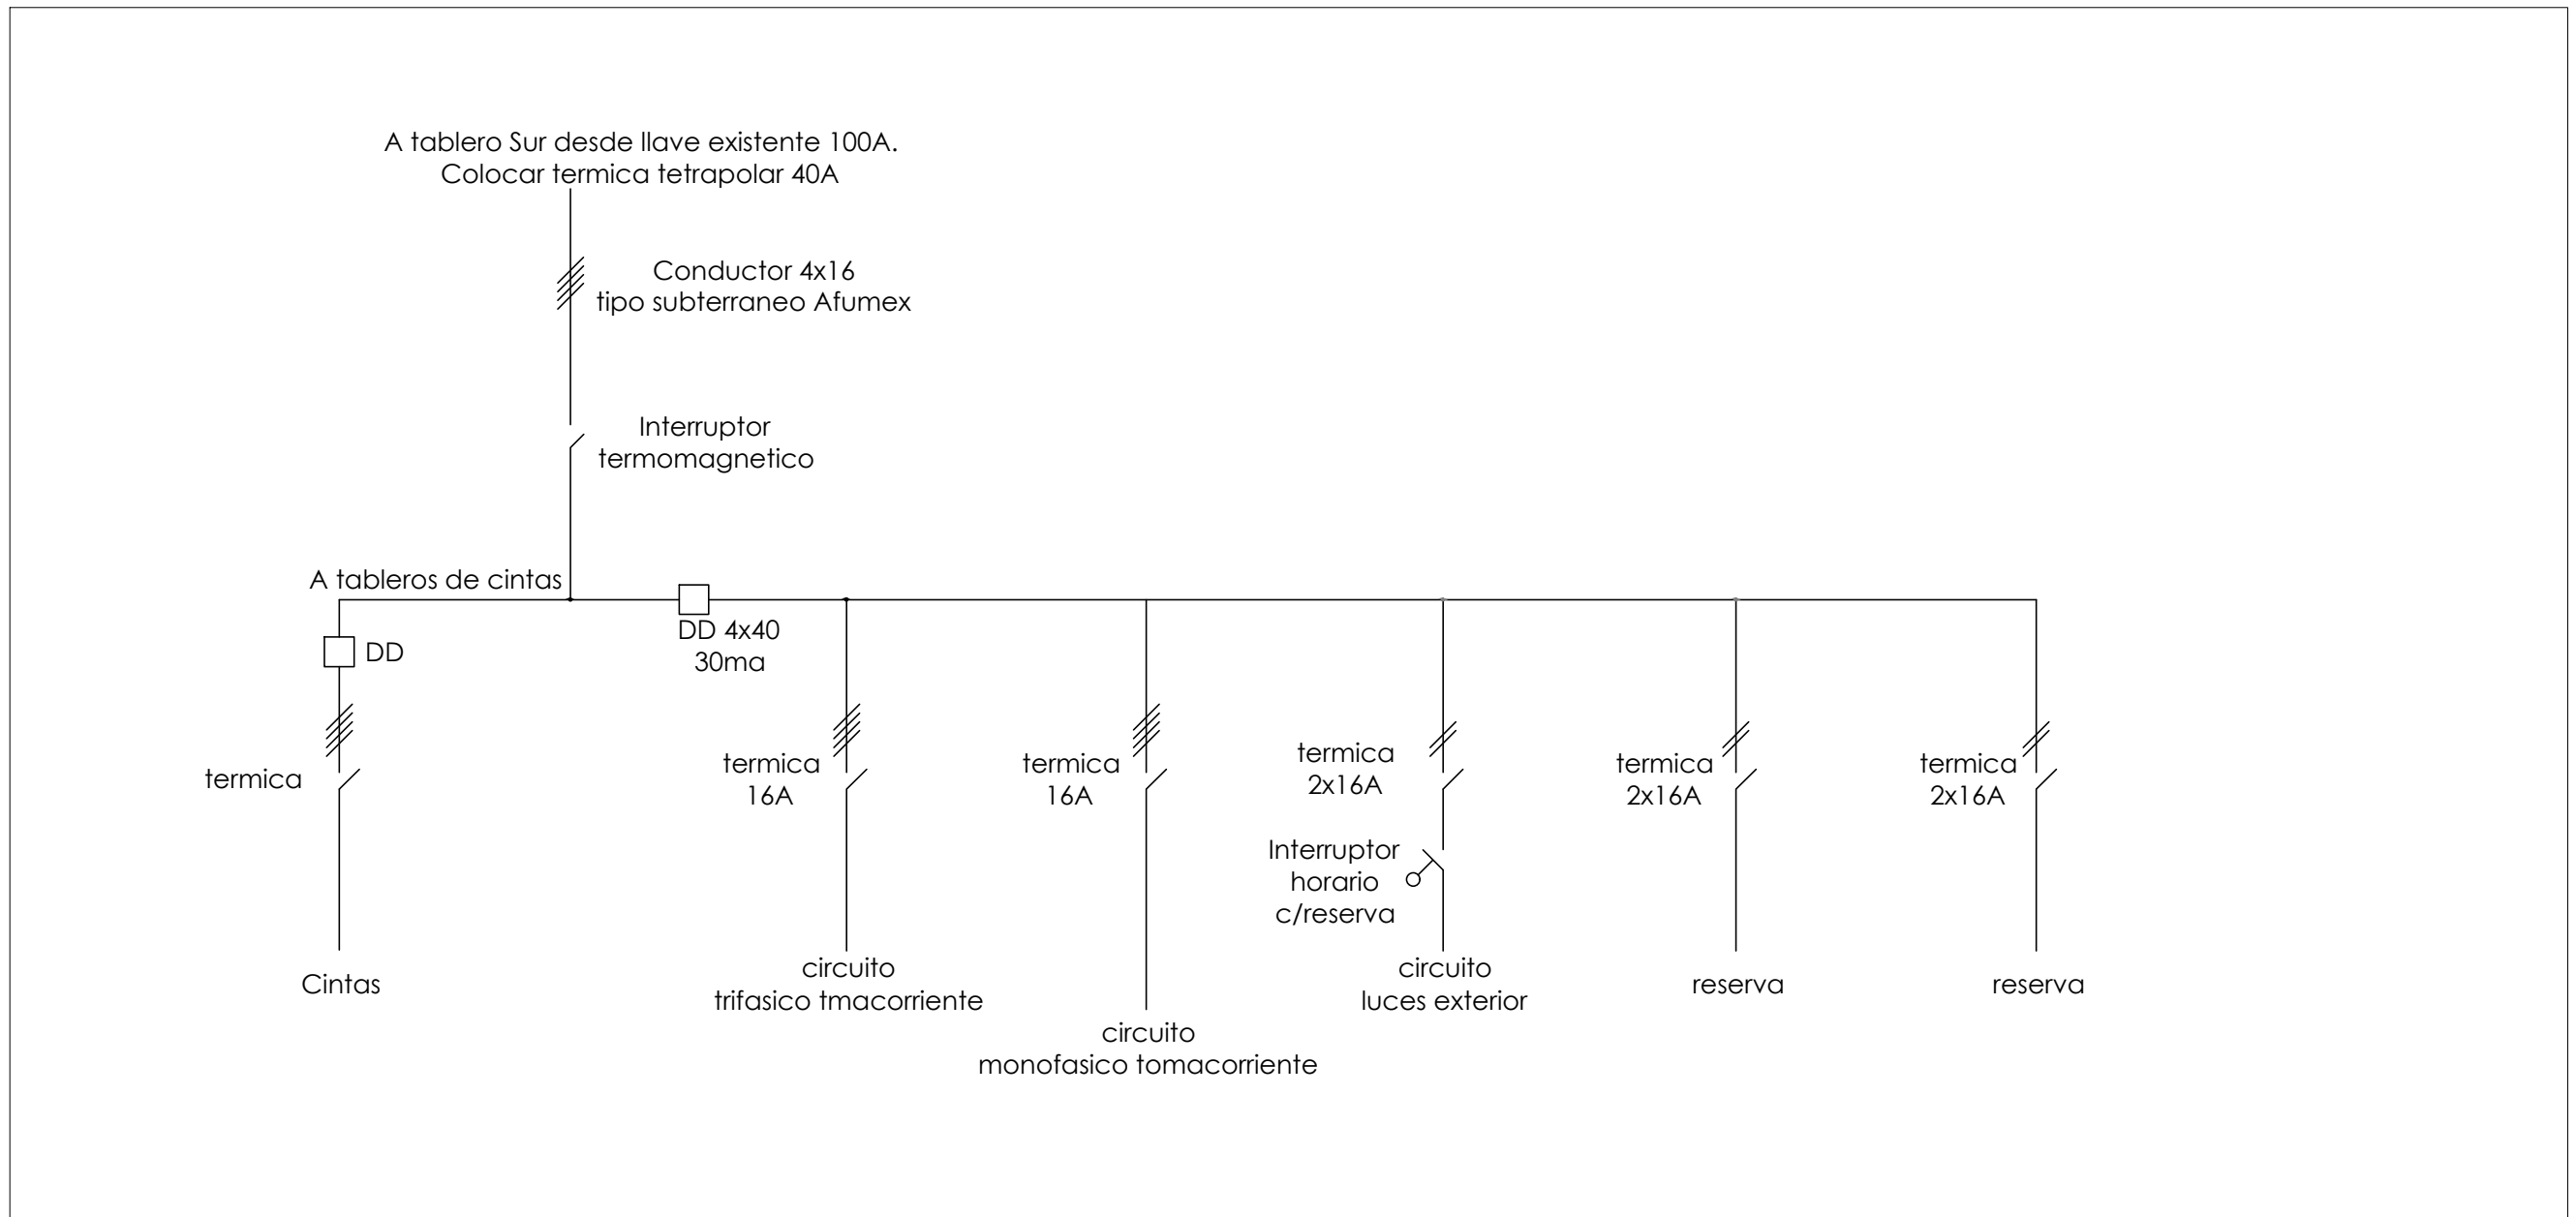 A tablero Sur desde llave existente 100A.
Colocar termica tetrapolar 40A
Conductor 4x16
tipo subterraneo Afumex
Interruptor
termomagnetico
A tableros de cintas
DD
DD 4x40
30ma
termica
termica
16A
termica
16A
termica
2x16A
termica
2x16A
termica
2x16A
Interruptor
horario
c/reserva
Cintas
circuito
trifasico tmacorriente
circuito
monofasico tomacorriente
circuito
luces exterior
reserva
reserva